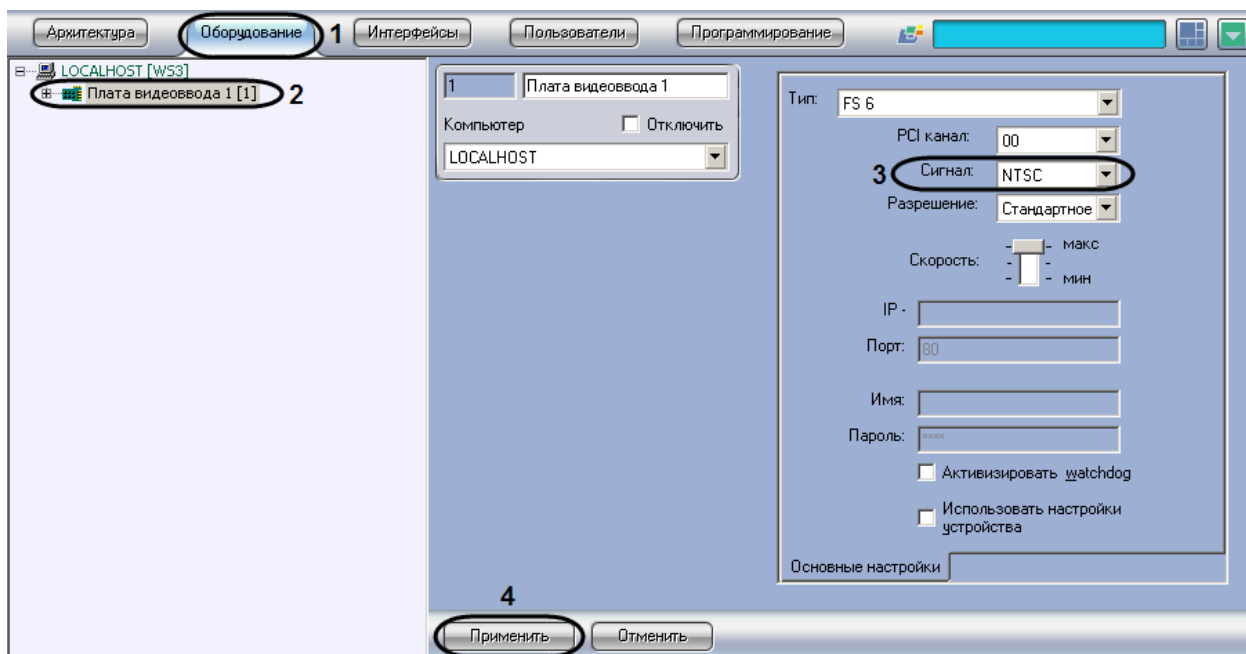 Архитектура Оборудование 1 Интерфейсы Пользователи Программирование
LOCALHOST [WS3]
Плата видеоввода 1 [1] 2
1 Плата видеоввода 1
Компьютер Отключить
LOCALHOST
Тип: FS 6
PCI канал: 00
3 Сигнал: NTSC
Разрешение: Стандартное
макс
Скорость:
мин
IP -
Порт: 80
Имя:
Пароль: ****
Активизировать watchdog
Использовать настройки
устройства
Основные настройки
4
Применить Отменить